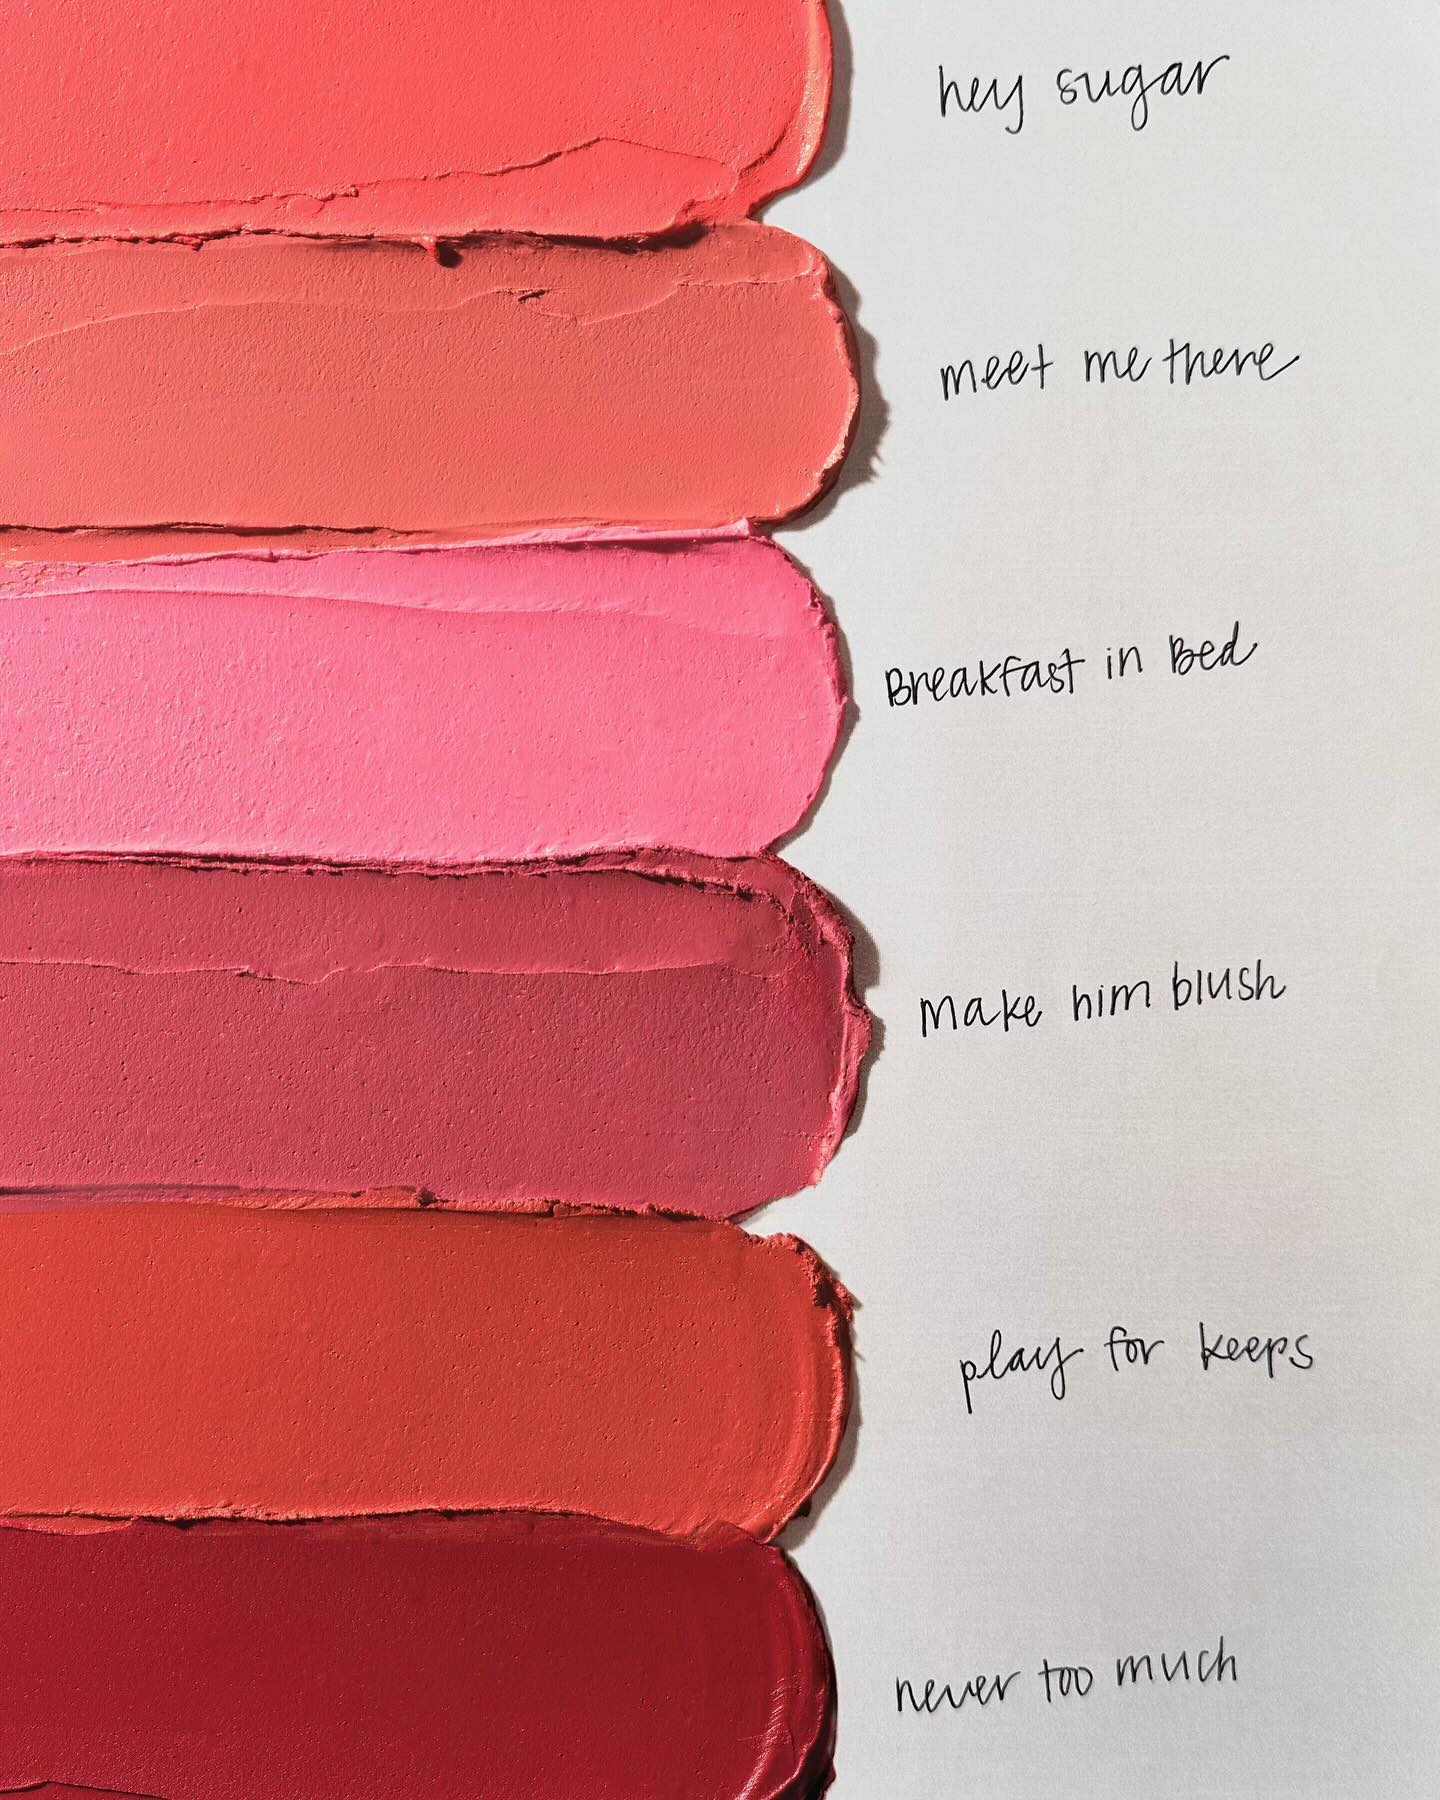 hey sugar
meet me there
Breakfast in Bed
make him blush
play for keeps
never too much